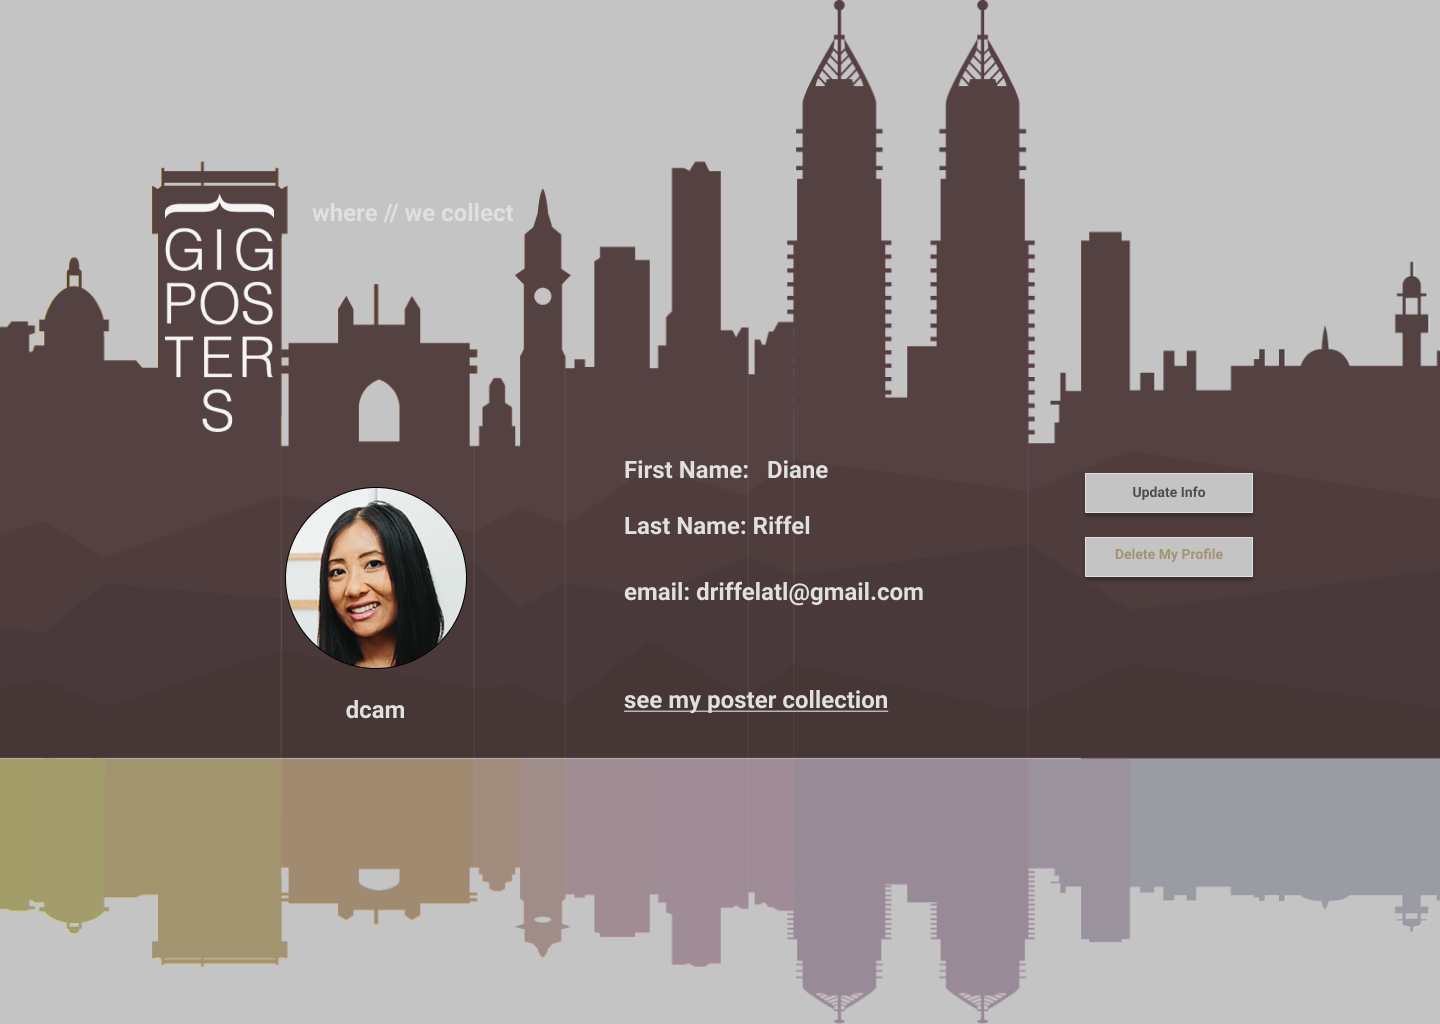 where // we collect
GIG
POS
TER
S
First Name: Diane
Last Name: Riffel
email: driffelatl@gmail.com
see my poster collection
dcam
Update Info
Delete My Profile